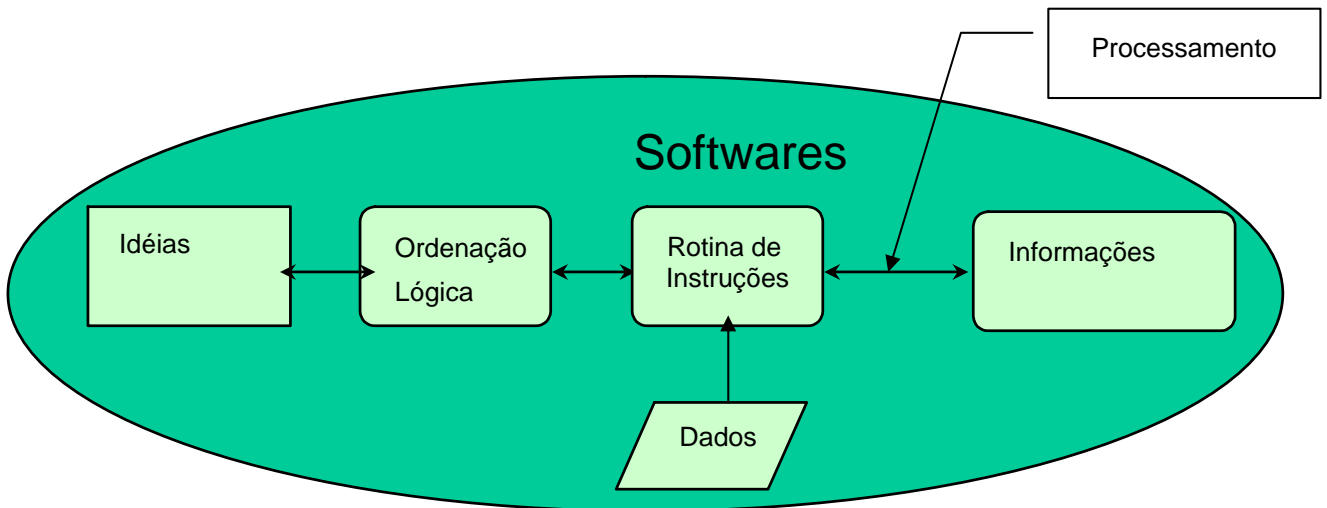 Processamento
Softwares
Idéias
Ordenação
Lógica
Rotina de
Instruções
Informações
Dados